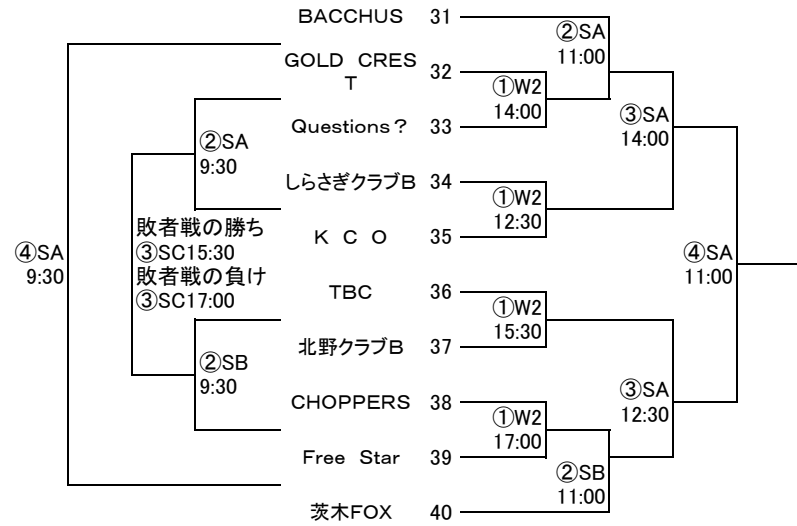 BACCHUS 31
②SA
11:00
GOLD CRES
T 32
①W2
14:00
③SA
14:00
Questions？ 33
②SA
9:30
しらさぎクラブB 34
①W2
12:30
敗者戦の勝ち
③SC15:30
敗者戦の負け
③SC17:00
K C O 35
④SA
9:30
④SA
11:00
TBC 36
①W2
15:30
北野クラブB 37
②SB
9:30
CHOPPERS 38
③SA
12:30
①W2
17:00
Free Star 39
②SB
11:00
茨木FOX 40